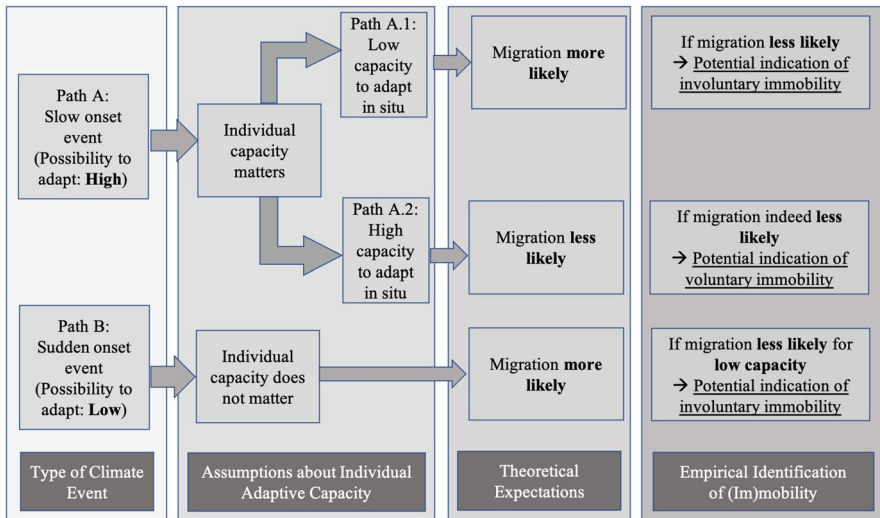 Path A:
Slow onset
event
(Possibility to
adapt: High)
Individual
capacity
matters
Path A.1:
Low
capacity
to adapt
in situ
Migration more
likely
If migration less likely
→ Potential indication of
involuntary immobility
Path A.2:
High
capacity
to adapt
in situ
Migration less
likely
If migration indeed less
likely
→ Potential indication of
voluntary immobility
Path B:
Sudden onset
event
(Possibility to
adapt: Low)
Individual
capacity does
not matter
Migration more
likely
If migration less likely for
low capacity
→ Potential indication of
involuntary immobility
Type of Climate
Event
Assumptions about Individual
Adaptive Capacity
Theoretical
Expectations
Empirical Identification
of (Im)mobility